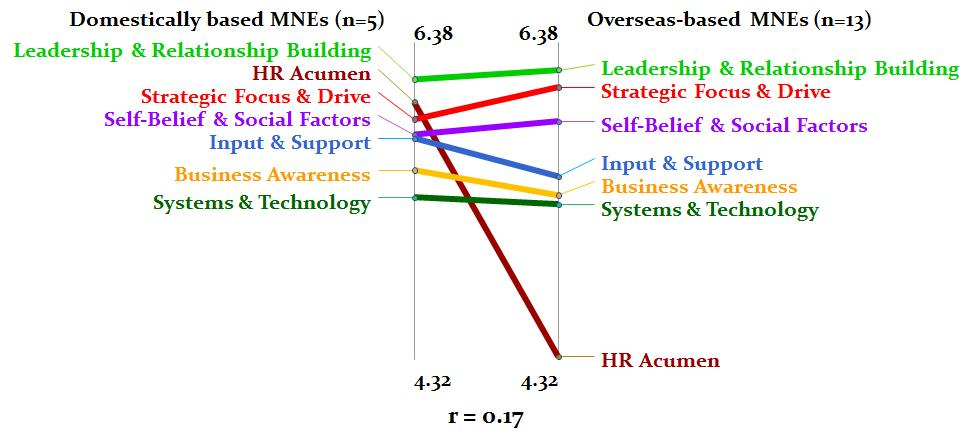 Domestically based MNEs (n=5)
Overseas-based MNEs (n=13)
6.38
6.38
Leadership & Relationship Building
HR Acumen
Strategic Focus & Drive
Self-Belief & Social Factors
Input & Support
Business Awareness
Systems & Technology
Leadership & Relationship Building
Strategic Focus & Drive
Self-Belief & Social Factors
Input & Support
Business Awareness
Systems & Technology
HR Acumen
4.32
4.32
r = 0.17